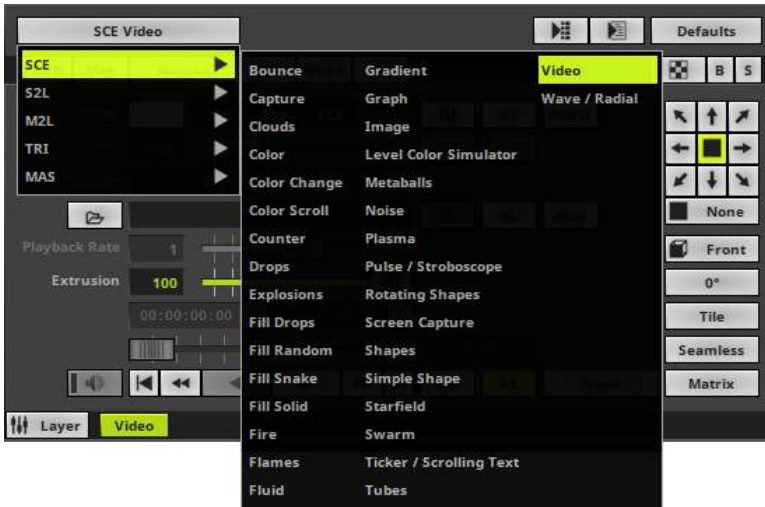 SCE Video
Defaults
SCE
S2L
M2L
TRI
MAS
Bounce Gradient Video
Capture Graph Wave / Radial
Clouds Image
Color Level Color Simulator
Color Change Metaballs
Color Scroll Noise
Counter Plasma
Drops Pulse / Stroboscope
Explosions Rotating Shapes
Fill Drops Screen Capture
Fill Random Shapes
Fill Snake Simple Shape
Fill Solid Starfield
Fire Swarm
Flames Ticker / Scrolling Text
Fluid Tubes
B S
None
Front
0°
Tile
Seamless
Matrix
Playback Rate 1
Extrusion 100
00:00:00:00
Layer Video